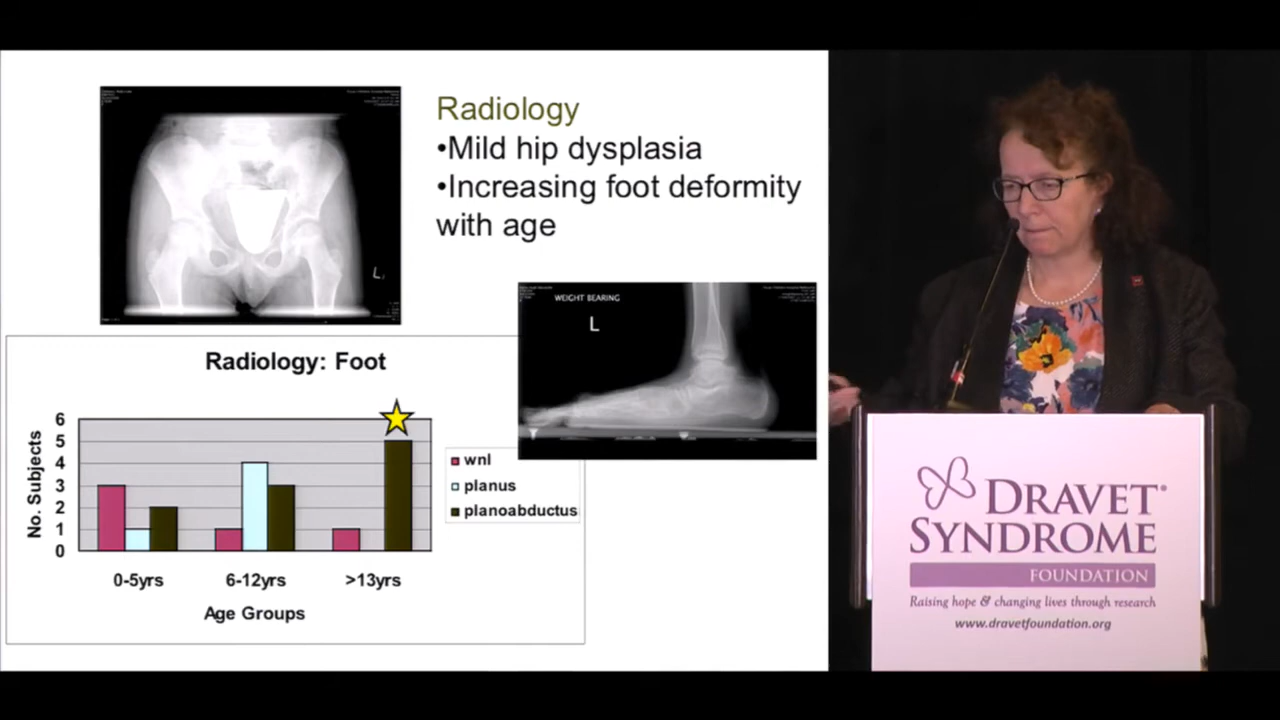 Radiology
•Mild hip dysplasia
•Increasing foot deformity
with age
L
WEIGHT BEARING
L
Radiology: Foot
No. Subjects
6
5
4
3
2
1
0
0-5yrs
6-12yrs
>13yrs
Age Groups
wnl
planus
planoabductus
DRAVET®
SYNDROME
FOUNDATION
Raising hope & changing lives through research
www.dravetfoundation.org